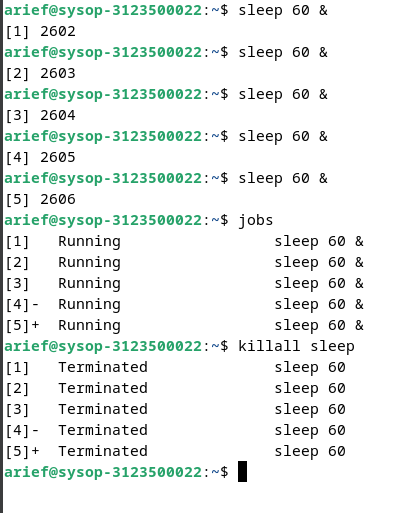 arief@sysop-3123500022:~$ sleep 60 &
[1] 2602
arief@sysop-3123500022:~$ sleep 60 &
[2] 2603
arief@sysop-3123500022:~$ sleep 60 &
[3] 2604
arief@sysop-3123500022:~$ sleep 60 &
[4] 2605
arief@sysop-3123500022:~$ sleep 60 &
[5] 2606
arief@sysop-3123500022:~$ jobs
[1]   Running                 sleep 60 &
[2]   Running                 sleep 60 &
[3]   Running                 sleep 60 &
[4]-  Running                 sleep 60 &
[5]+  Running                 sleep 60 &
arief@sysop-3123500022:~$ killall sleep
[1]   Terminated              sleep 60
[2]   Terminated              sleep 60
[3]   Terminated              sleep 60
[4]-  Terminated              sleep 60
[5]+  Terminated              sleep 60
arief@sysop-3123500022:~$